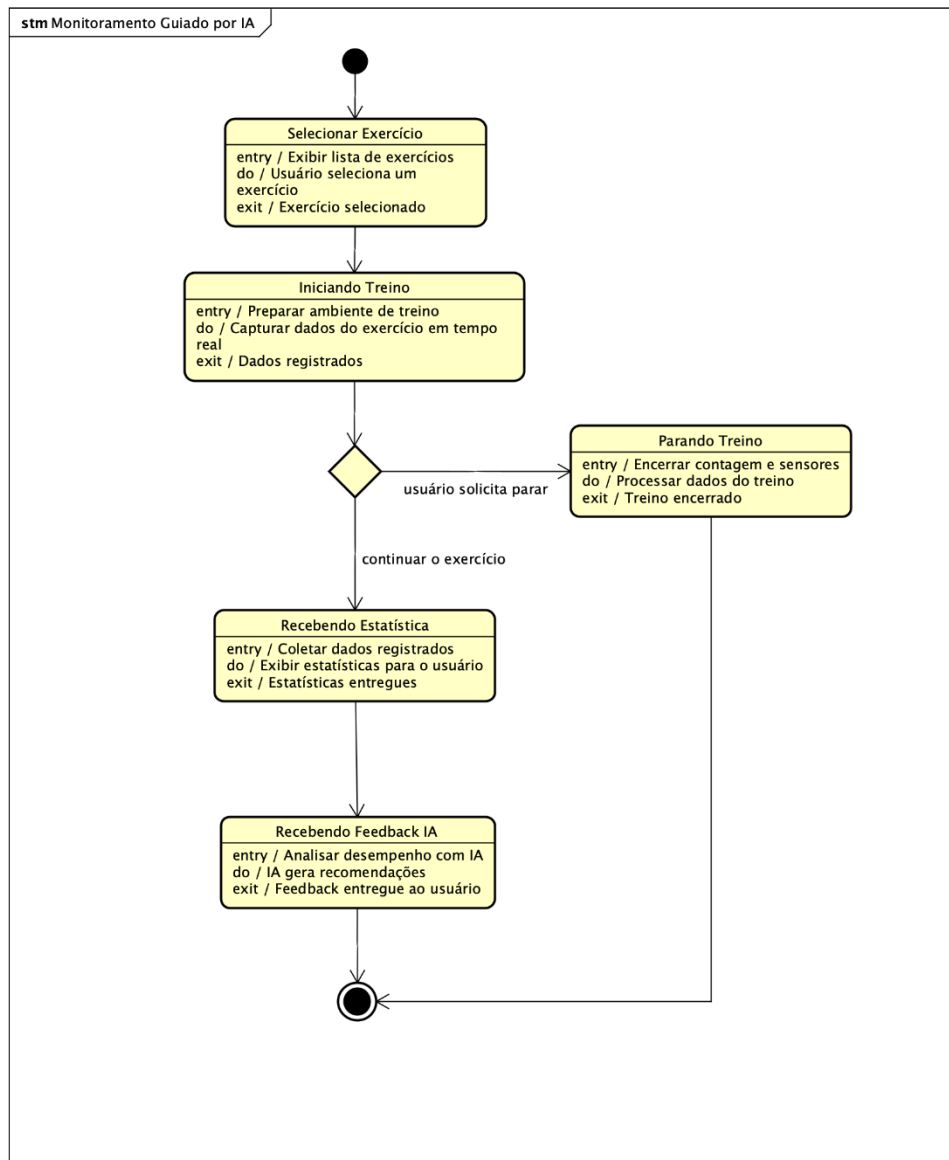 stm Monitoramento Guiado por IA
Selecionar Exercício
entry / Exibir lista de exercícios
do / Usuário seleciona um
exercício
exit / Exercício selecionado
Iniciando Treino
entry / Preparar ambiente de treino
do / Capturar dados do exercício em tempo
real
exit / Dados registrados
Parando Treino
entry / Encerrar contagem e sensores
do / Processar dados do treino
exit / Treino encerrado
usuário solicita parar
continuar o exercício
Recebendo Estatística
entry / Coletar dados registrados
do / Exibir estatísticas para o usuário
exit / Estatísticas entregues
Recebendo Feedback IA
entry / Analisar desempenho com IA
do / IA gera recomendações
exit / Feedback entregue ao usuário